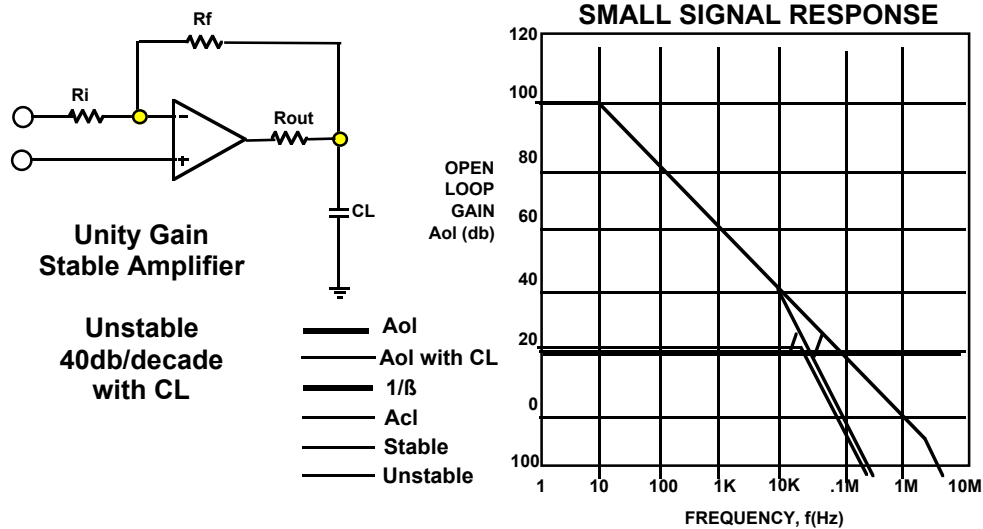 Rf
Ri
Rout
-
+
CL
Unity Gain
Stable Amplifier
Unstable
40db/decade
with CL
Aol
Aol with CL
1/ß
Acl
Stable
Unstable
SMALL SIGNAL RESPONSE
OPEN
LOOP
GAIN
Aol (db)
120
100
80
60
40
20
0
100
1 10 100 1K 10K .1M 1M 10M
FREQUENCY, f(Hz)